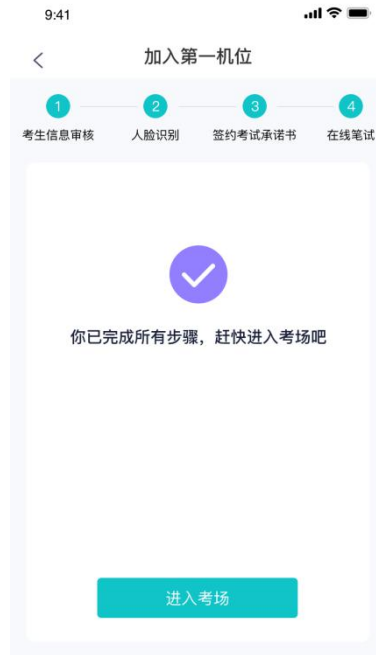 9:41
加入第一机位
1 2 3 4
考生信息审核 人脸识别 签约考试承诺书 在线笔试
你已完成所有步骤，赶快进入考场吧
进入考场